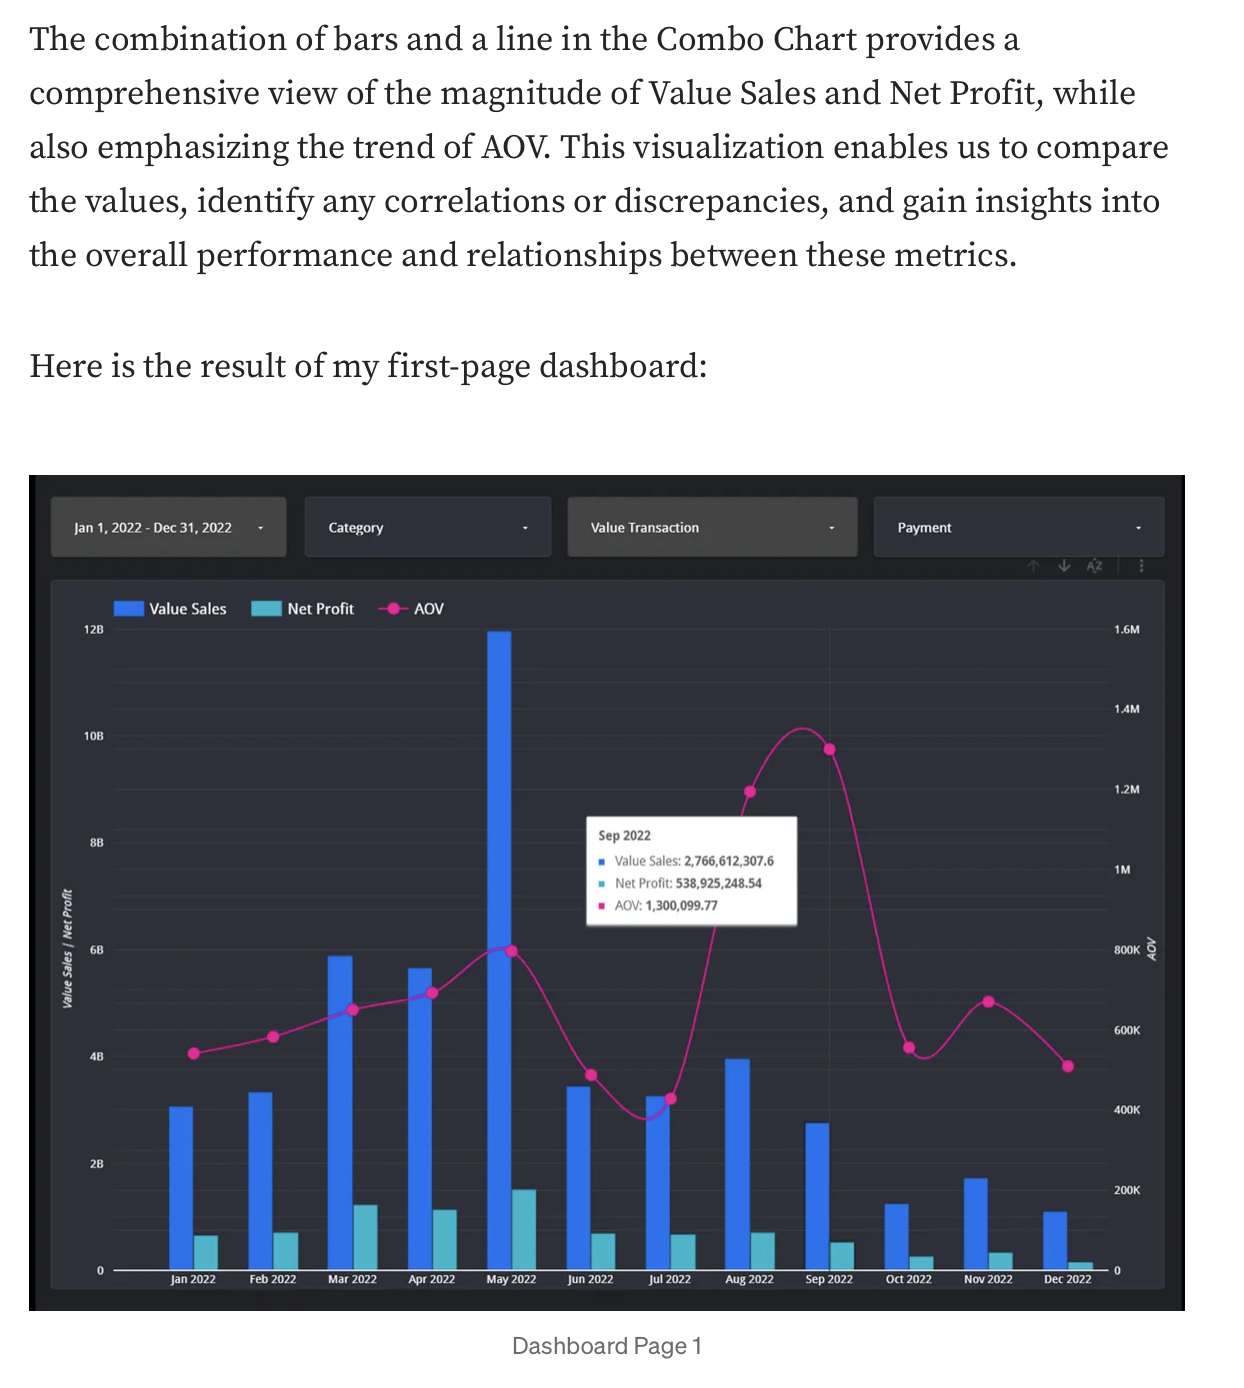 The combination of bars and a line in the Combo Chart provides a
comprehensive view of the magnitude of Value Sales and Net Profit, while
also emphasizing the trend of AOV. This visualization enables us to compare
the values, identify any correlations or discrepancies, and gain insights into
the overall performance and relationships between these metrics.
Here is the result of my first-page dashboard:
Jan 1, 2022 - Dec 31, 2022
Category
Value Transaction
Payment
AZ
Value Sales
Net Profit
AOV
12B
10B
8B
6B
4B
2B
0
Value Sales | Net Profit
1.6M
1.4M
1.2M
1M
800K
600K
400K
200K
0
AOV
Sep 2022
Value Sales: 2,766,612,307.6
Net Profit: 538,925,248.54
AOV: 1,300,099.77
Jan 2022
Feb 2022
Mar 2022
Apr 2022
May 2022
Jun 2022
Jul 2022
Aug 2022
Sep 2022
Oct 2022
Nov 2022
Dec 2022
Dashboard Page 1